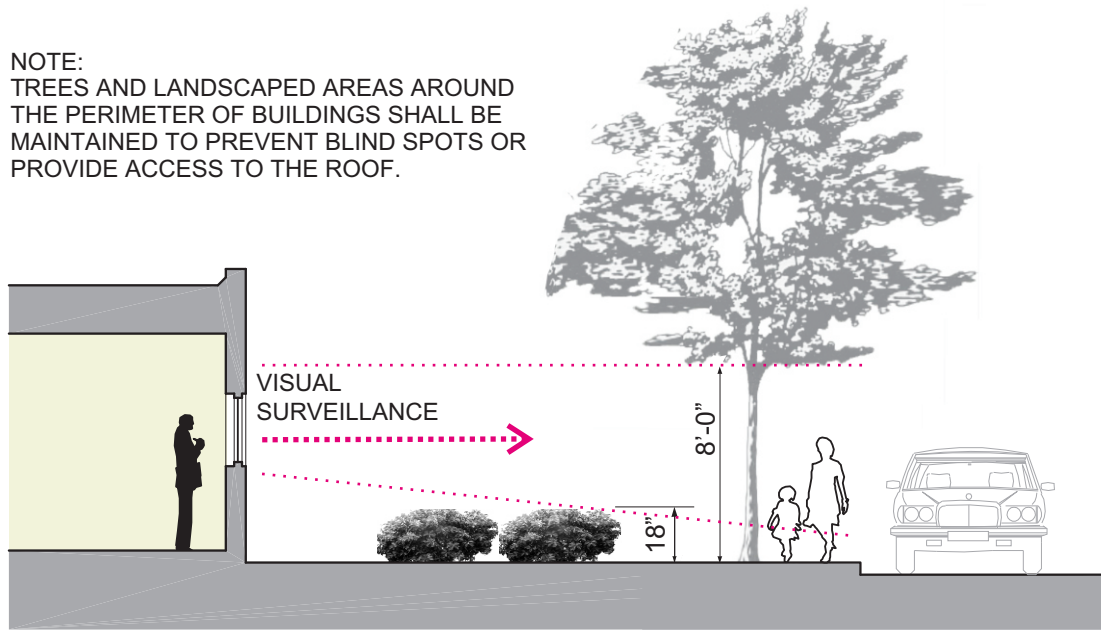 NOTE:
TREES AND LANDSCAPED AREAS AROUND
THE PERIMETER OF BUILDINGS SHALL BE
MAINTAINED TO PREVENT BLIND SPOTS OR
PROVIDE ACCESS TO THE ROOF.
VISUAL
SURVEILLANCE
8’-0”
18”